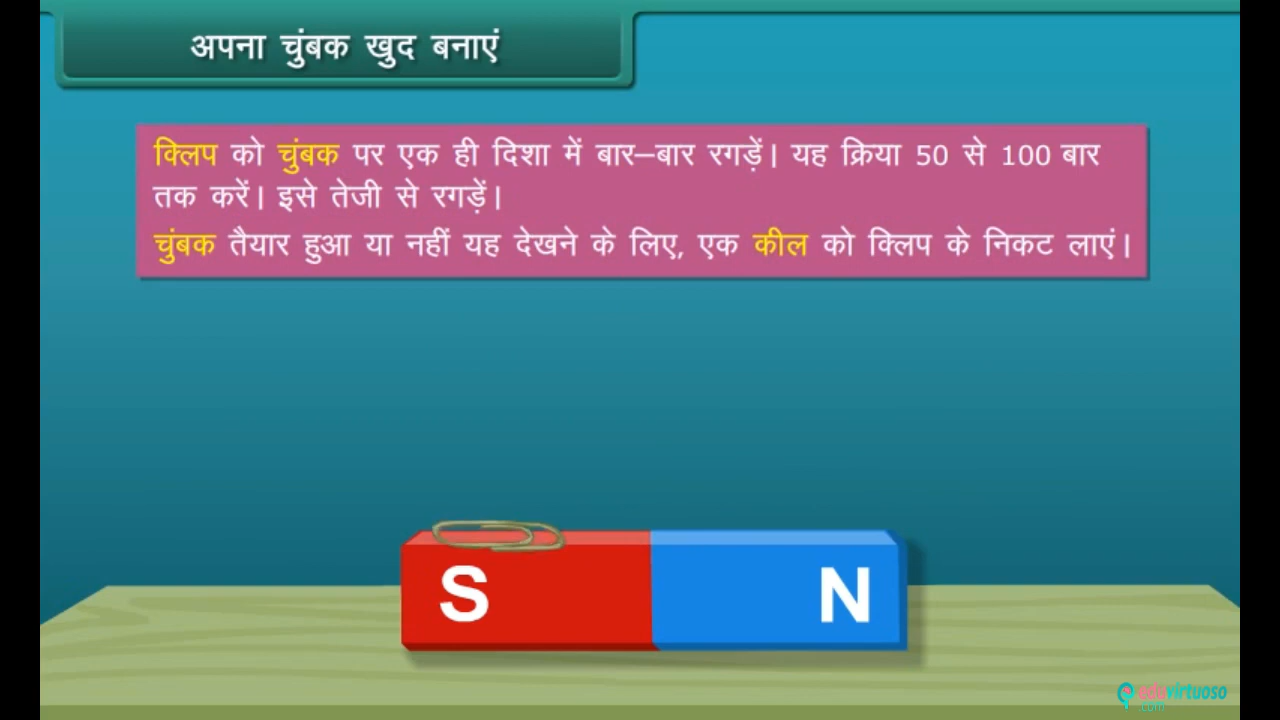 अपना चुंबक खुद बनाएं
क्लिप को चुंबक पर एक ही दिशा में बार–बार रगड़ें। यह क्रिया 50 से 100 बार
तक करें। इसे तेजी से रगड़ें।
चुंबक तैयार हुआ या नहीं यह देखने के लिए, एक कील को क्लिप के निकट लाएं।
S N
eduvirtuoso
.com